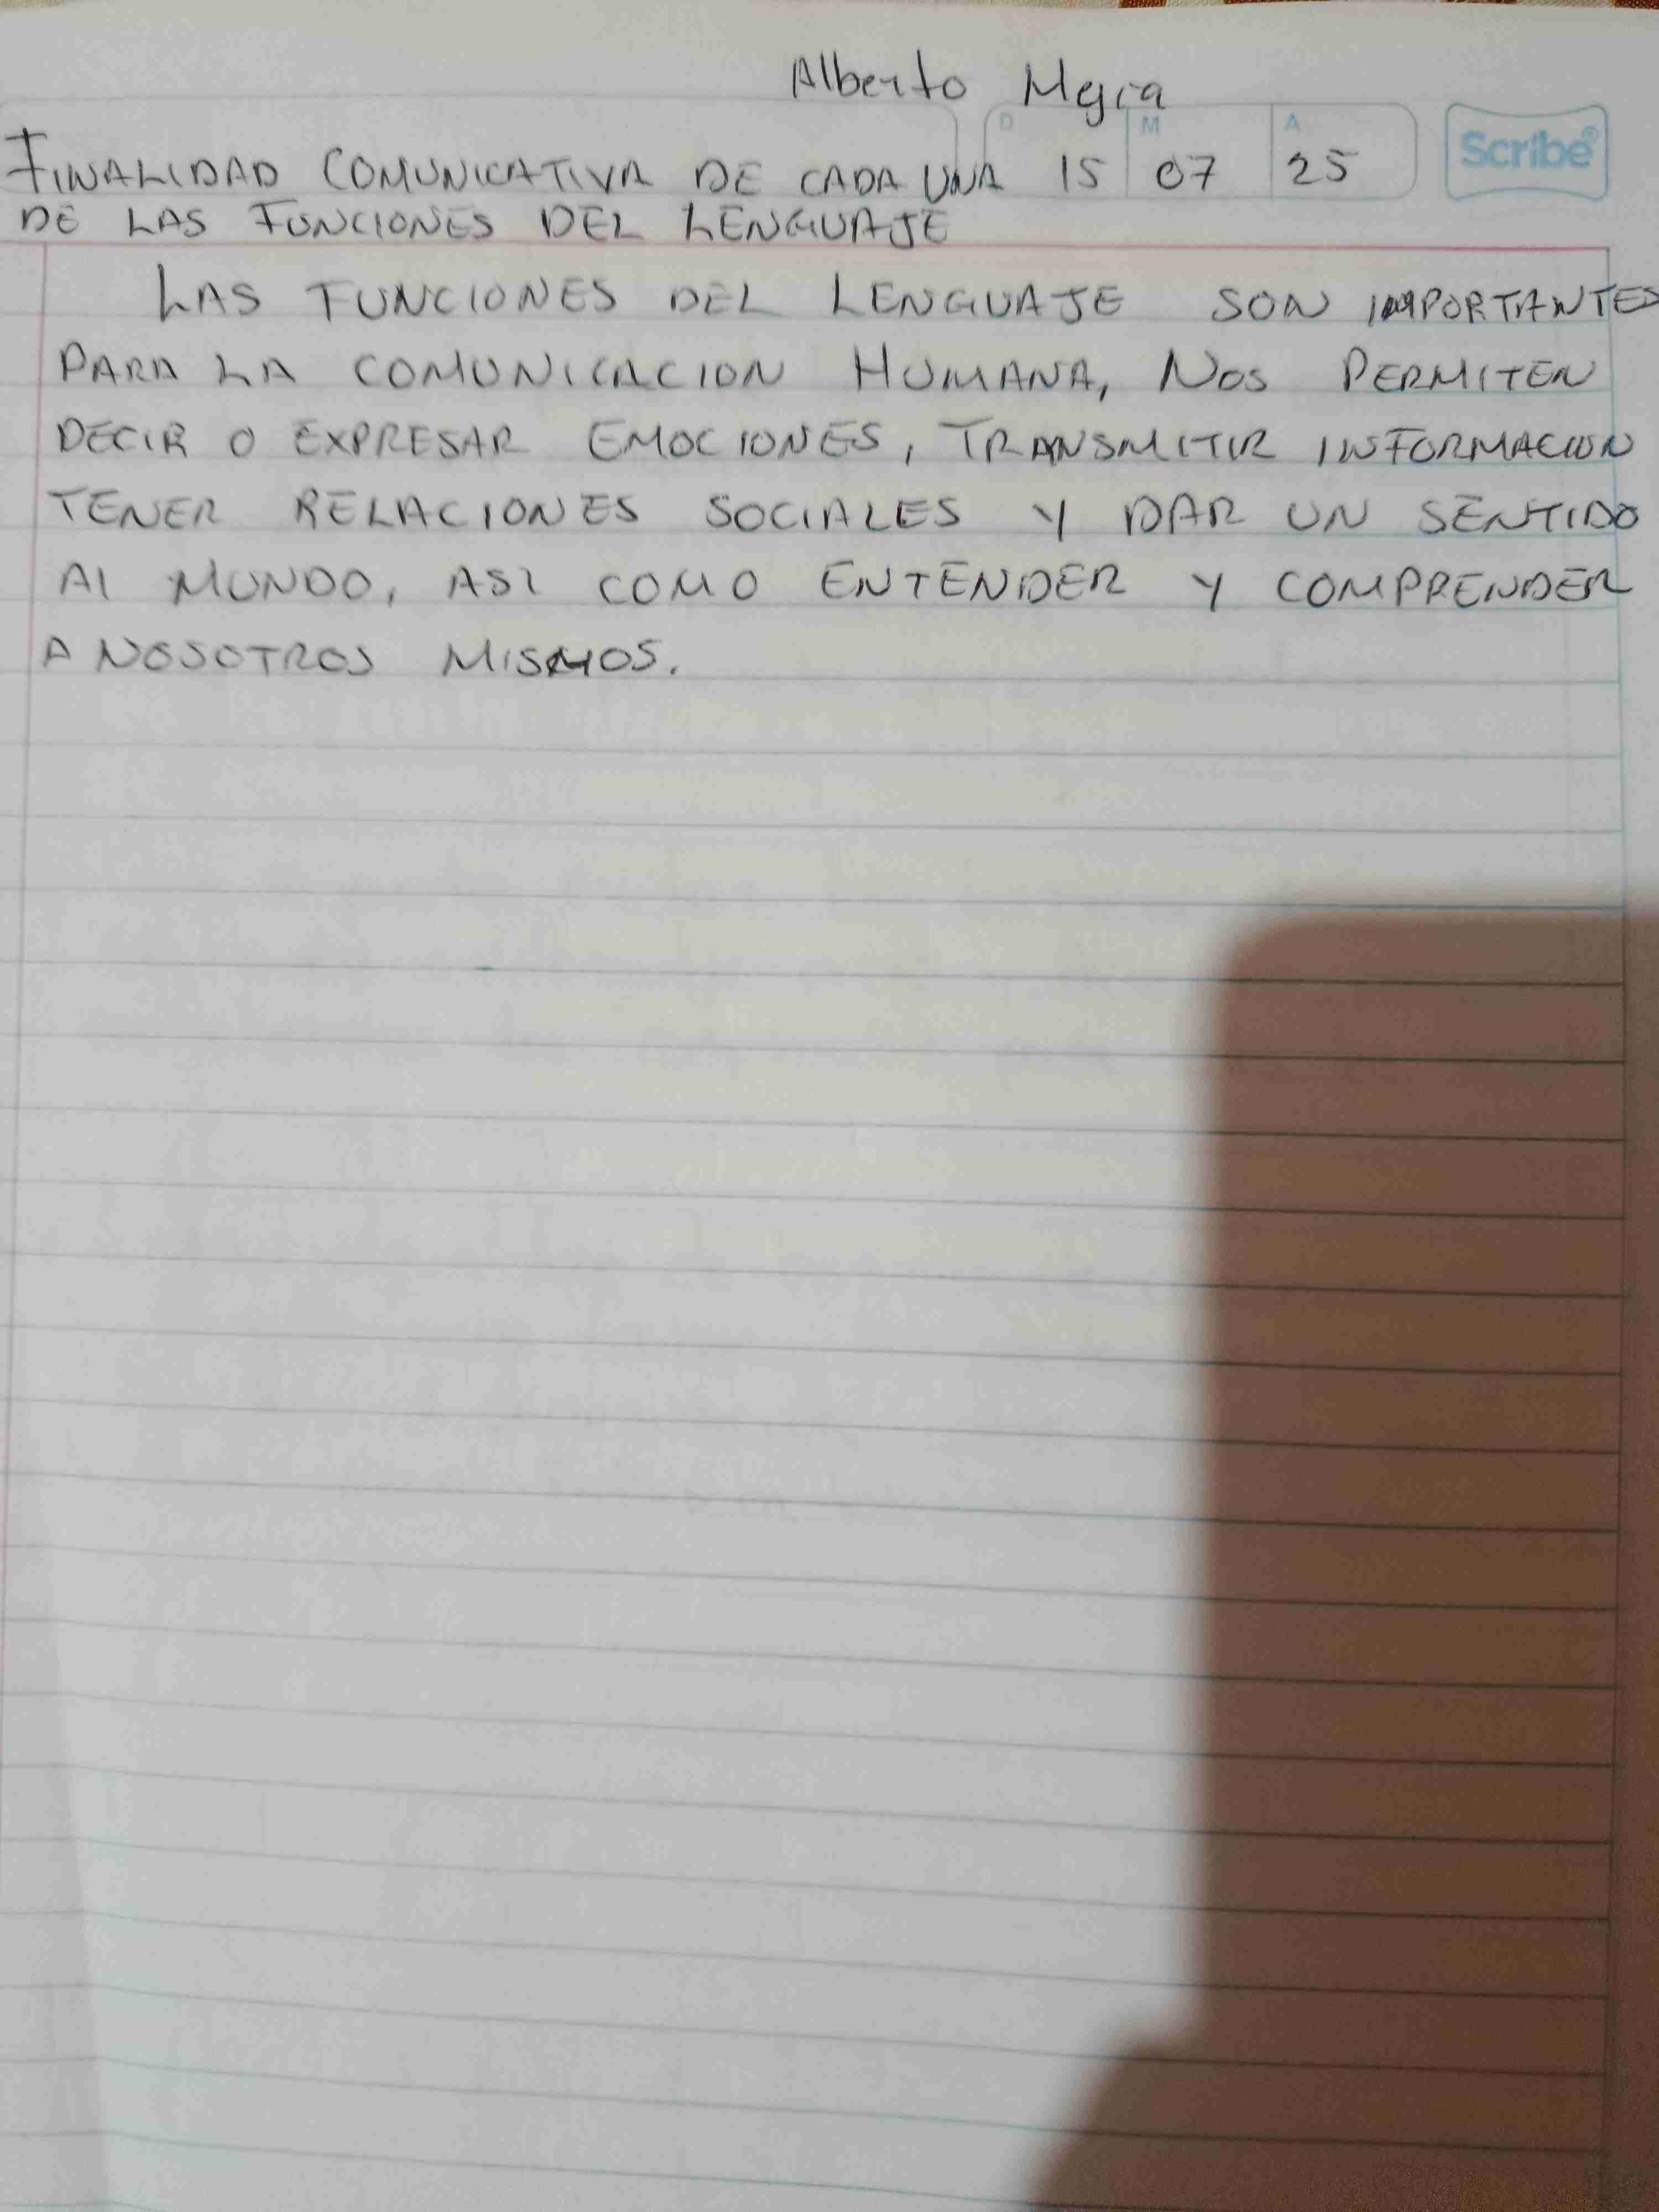 Alberto Mejia
D M A
Scribe®
FINALIDAD COMUNICATIVA DE CADA UNA 15 07 25
DE LAS FUNCIONES DEL LENGUAJE
LAS FUNCIONES DEL LENGUAJE SON IMPORTANTES
PARA LA COMUNICACION HUMANA, NOS PERMITEN
DECIR O EXPRESAR EMOCIONES, TRANSMITIR INFORMACION
TENER RELACIONES SOCIALES Y DAR UN SENTIDO
Al MUNDO, ASI COMO ENTENDER Y COMPRENDER
A NOSOTROS MISMOS.